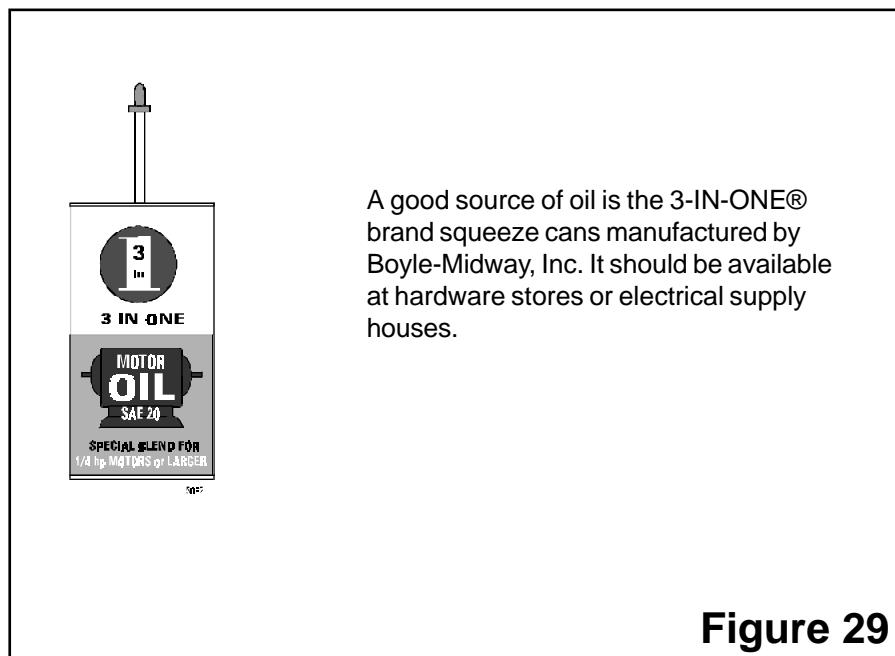 A good source of oil is the 3-IN-ONE®
brand squeeze cans manufactured by
Boyle-Midway, Inc. It should be available
at hardware stores or electrical supply
houses.
3
In
3 IN ONE
MOTOR
OIL
SAE 20
SPECIAL BLEND FOR
1/4 hp MOTORS or LARGER
Figure 29